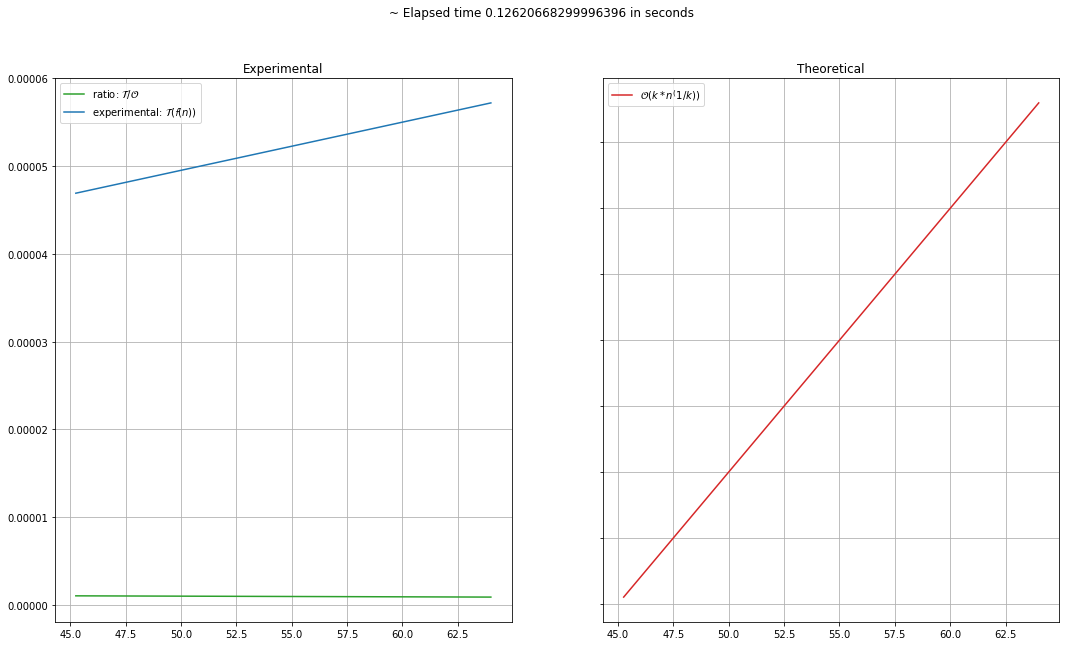 ~ Elapsed time 0.12620668299996396 in seconds
Experimental
0.00006
0.00005
0.00004
0.00003
0.00002
0.00001
0.00000
ratio: 𝒯/𝒪
experimental: 𝒯(f(n))
45.0 47.5 50.0 52.5 55.0 57.5 60.0 62.5
Theoretical
𝒪(k * n⁽1/k))
45.0 47.5 50.0 52.5 55.0 57.5 60.0 62.5